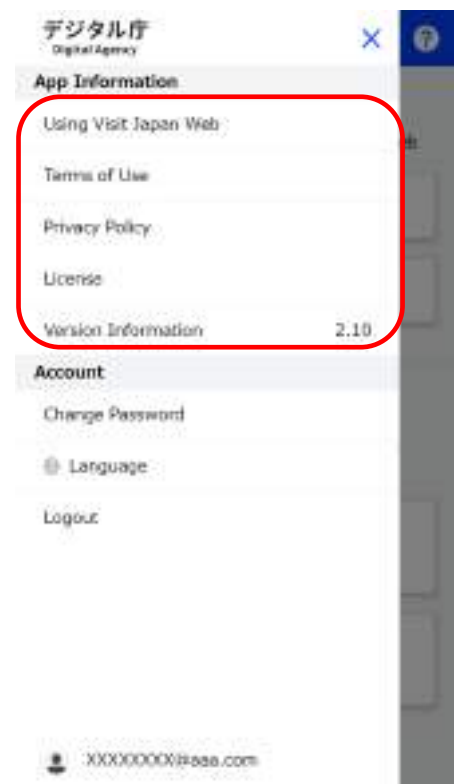 デジタル庁
Digital Agency
App Information
Using Visit Japan Web
Terms of Use
Privacy Policy
License
Version Information 2.10
Account
Change Password
Language
Logout
XXXXXXXX@aaa.com